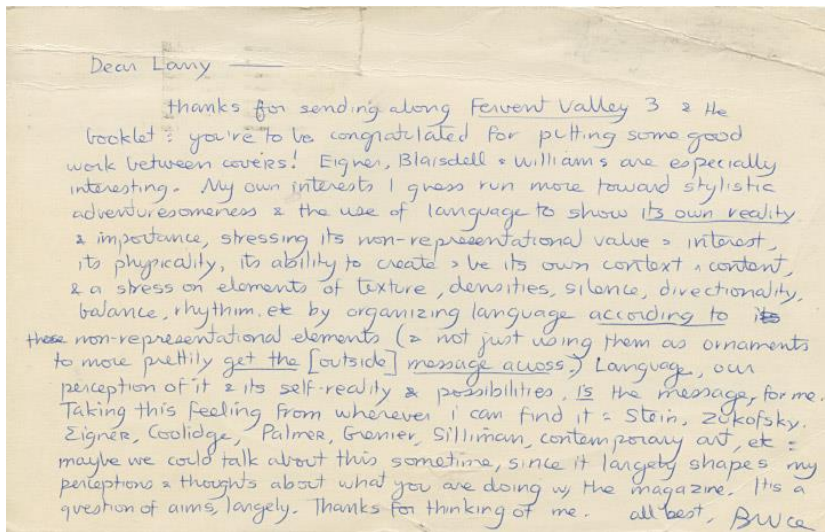 Dear Larry —
thanks for sending along Fervent Valley 3 & the
booklet : you're to be congratulated for putting some good
work between covers! Eigner, Blaisdell & Williams are especially
interesting. My own interests I guess run more toward stylistic
adventuresomeness & the use of language to show its own reality
& importance, stressing its non-representational value & interest,
its physicality, its ability to create & be its own context & content,
& a stress on elements of texture, densities, silence, directionality,
balance, rhythm. etc by organizing language according to its
these non-representational elements (& not just using them as ornaments
to more prettily get the [outside] message across.) Language, our
perception of it & its self-reality & possibilities, is the message, for me.
Taking this feeling from wherever i can find it : Stein, Zukofsky.
Eigner, Coolidge, Palmer, Grenier, Silliman, contemporary art, etc :
maybe we could talk about this sometime, since it largely shapes my
perceptions & thoughts about what you are doing w/ the magazine. Its a
question of aims, largely. Thanks for thinking of me. all best, Bruce